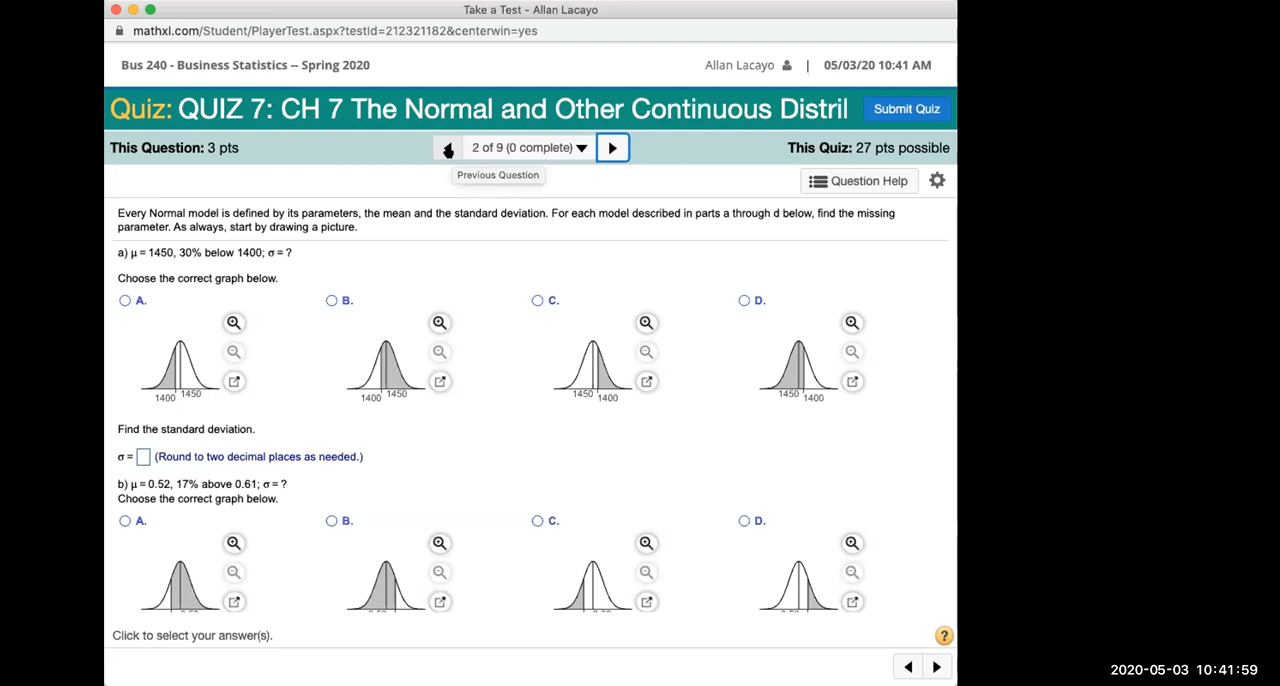 Take a Test - Allan Lacayo
mathxl.com/Student/PlayerTest.aspx?testId=212321182&centerwin=yes
Bus 240 - Business Statistics -- Spring 2020
Allan Lacayo | 05/03/20 10:41 AM
Quiz: QUIZ 7: CH 7 The Normal and Other Continuous Distril
Submit Quiz
This Question: 3 pts
2 of 9 (0 complete)
This Quiz: 27 pts possible
Previous Question
Question Help
Every Normal model is defined by its parameters, the mean and the standard deviation. For each model described in parts a through d below, find the missing
parameter. As always, start by drawing a picture.
a) μ = 1450, 30% below 1400; σ = ?
Choose the correct graph below.
A. B. C. D.
1400 1450 1400 1450 1450 1400 1450 1400
Find the standard deviation.
σ = (Round to two decimal places as needed.)
b) μ = 0.52, 17% above 0.61; σ = ?
Choose the correct graph below.
A. B. C. D.
Click to select your answer(s).
?
2020-05-03 10:41:59